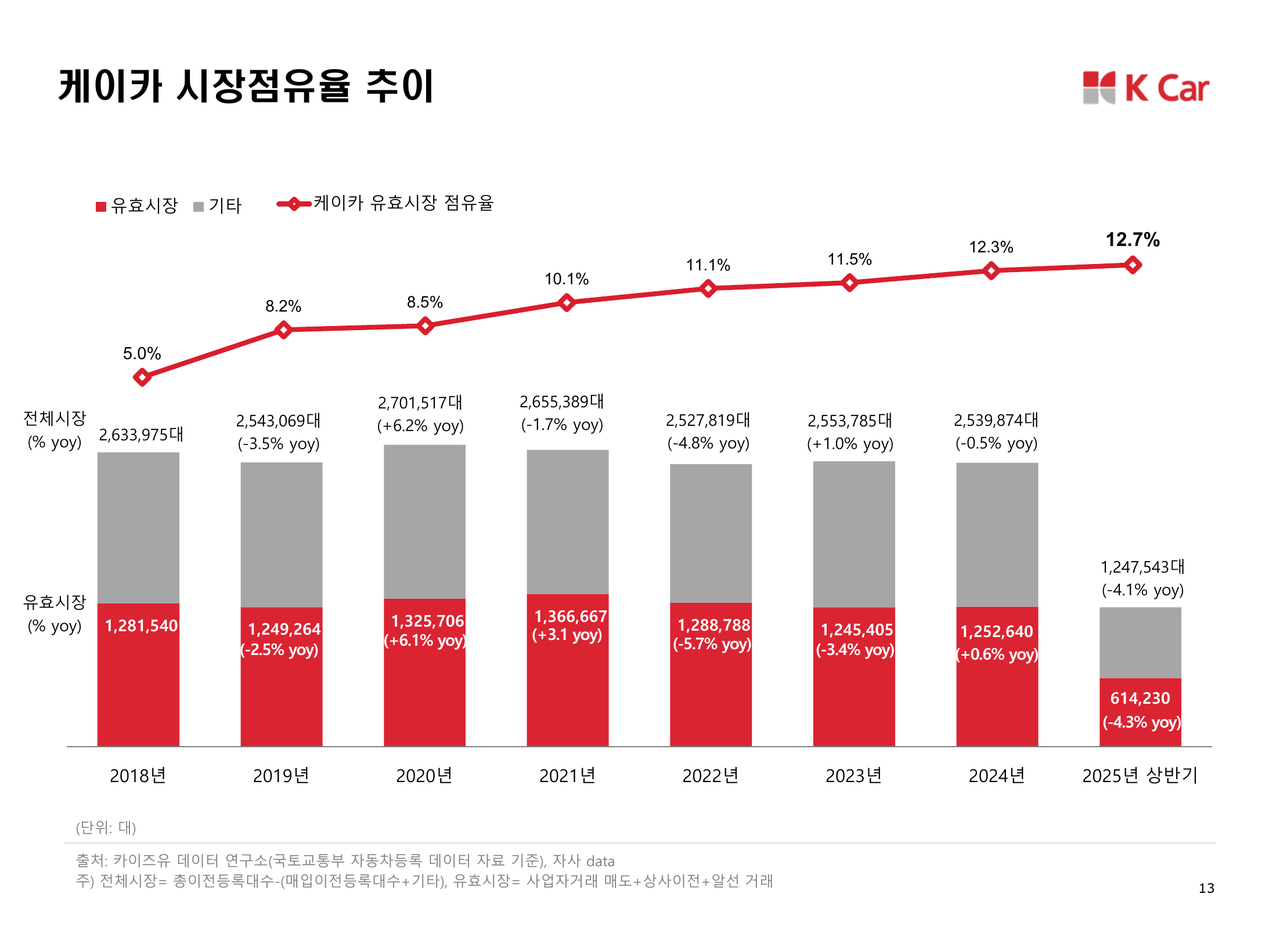 케이카 시장점유율 추이
K Car
유효시장 기타 케이카 유효시장 점유율
5.0% 8.2% 8.5% 10.1% 11.1% 11.5% 12.3% 12.7%
전체시장
(% yoy)
2,633,975대
2,543,069대
(-3.5% yoy)
2,701,517대
(+6.2% yoy)
2,655,389대
(-1.7% yoy)
2,527,819대
(-4.8% yoy)
2,553,785대
(+1.0% yoy)
2,539,874대
(-0.5% yoy)
1,247,543대
(-4.1% yoy)
유효시장
(% yoy)
1,281,540
1,249,264
(-2.5% yoy)
1,325,706
(+6.1% yoy)
1,366,667
(+3.1 yoy)
1,288,788
(-5.7% yoy)
1,245,405
(-3.4% yoy)
1,252,640
(+0.6% yoy)
614,230
(-4.3% yoy)
2018년 2019년 2020년 2021년 2022년 2023년 2024년 2025년 상반기
(단위: 대)
출처: 카이즈유 데이터 연구소(국토교통부 자동차등록 데이터 자료 기준), 자사 data
주) 전체시장= 총이전등록대수-(매입이전등록대수+기타), 유효시장= 사업자거래 매도+상사이전+알선 거래
13